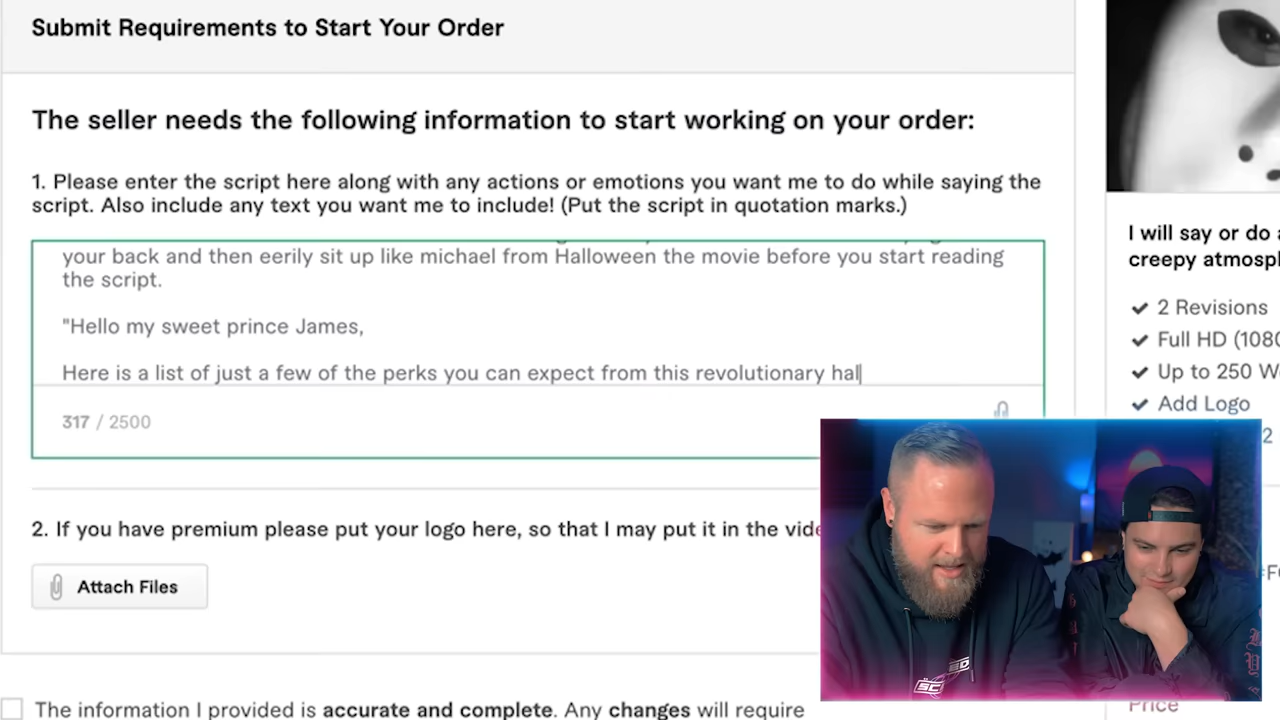 Submit Requirements to Start Your Order
The seller needs the following information to start working on your order:
1. Please enter the script here along with any actions or emotions you want me to do while saying the
script. Also include any text you want me to include! (Put the script in quotation marks.)
your back and then eerily sit up like michael from Halloween the movie before you start reading
the script.
"Hello my sweet prince James,
Here is a list of just a few of the perks you can expect from this revolutionary hal
317 / 2500
2. If you have premium please put your logo here, so that I may put it in the vide
Attach Files
The information I provided is accurate and complete. Any changes will require
I will say or do a
creepy atmosph
2 Revisions
Full HD (1080
Up to 250 Wo
Add Logo
2
Price